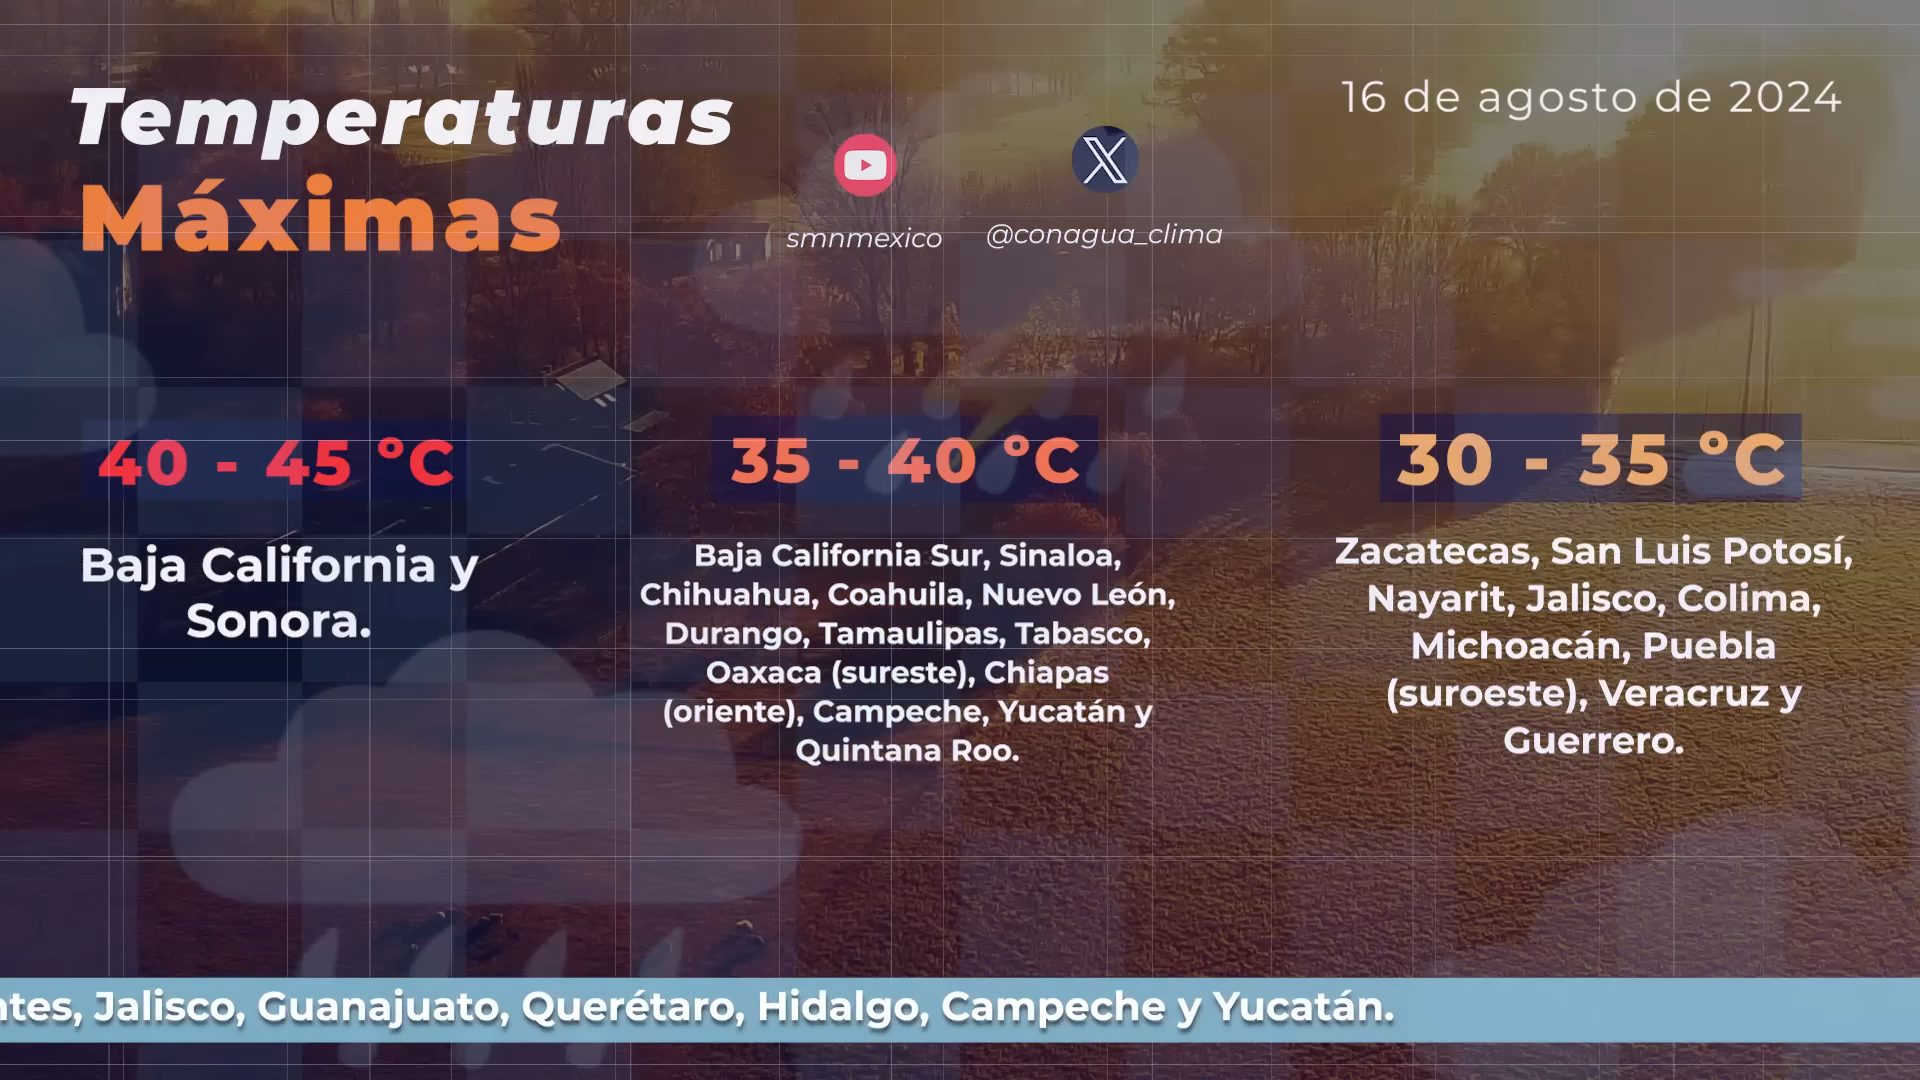 Temperaturas
Máximas
smnmexico
@conagua_clima
16 de agosto de 2024
40 - 45 °C
Baja California y
Sonora.
35 - 40 °C
Baja California Sur, Sinaloa,
Chihuahua, Coahuila, Nuevo León,
Durango, Tamaulipas, Tabasco,
Oaxaca (sureste), Chiapas
(oriente), Campeche, Yucatán y
Quintana Roo.
30 - 35 °C
Zacatecas, San Luis Potosí,
Nayarit, Jalisco, Colima,
Michoacán, Puebla
(suroeste), Veracruz y
Guerrero.
ntes, Jalisco, Guanajuato, Querétaro, Hidalgo, Campeche y Yucatán.